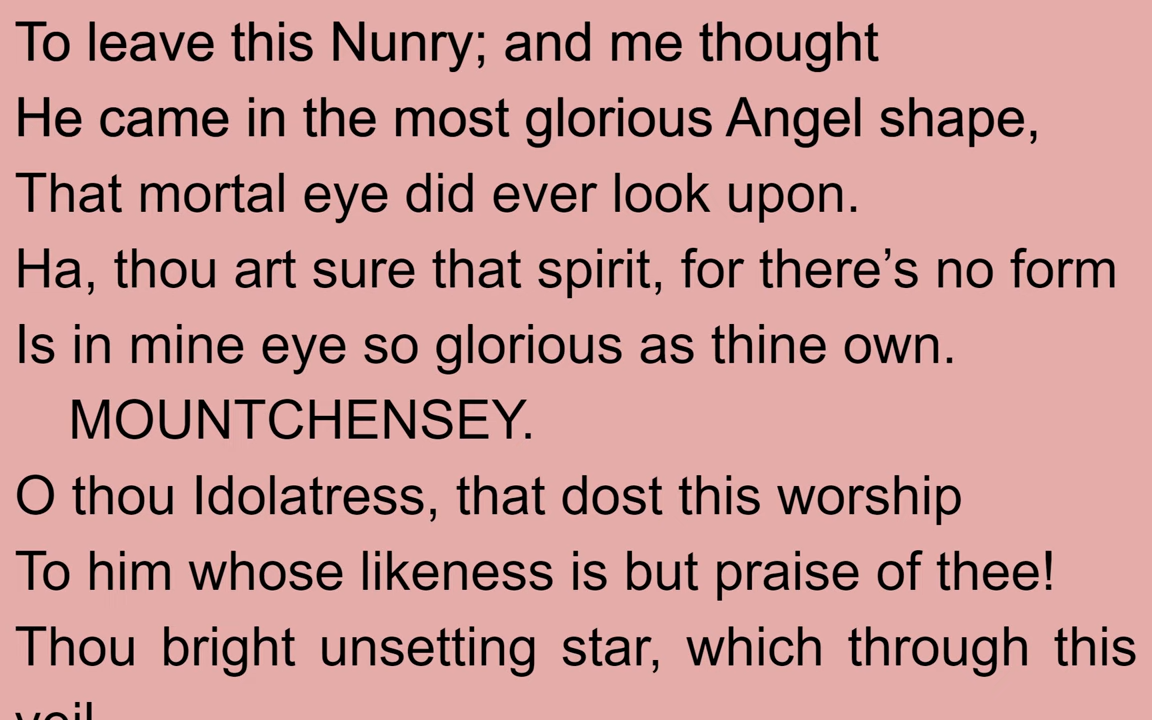 To leave this Nunry; and me thought
He came in the most glorious Angel shape,
That mortal eye did ever look upon.
Ha, thou art sure that spirit, for there’s no form
Is in mine eye so glorious as thine own.
MOUNTCHENSEY.
O thou Idolatress, that dost this worship
To him whose likeness is but praise of thee!
Thou bright unsetting star, which through this
veil